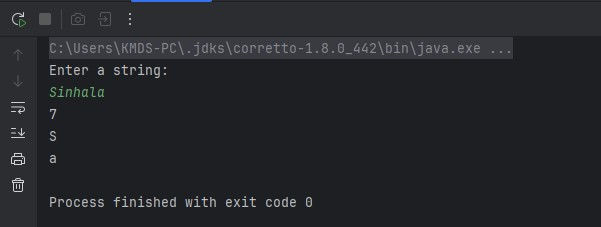 C:\Users\KMDS-PC\.jdks\corretto-1.8.0_442\bin\java.exe ...
Enter a string:
Sinhala
7
S
a
Process finished with exit code 0